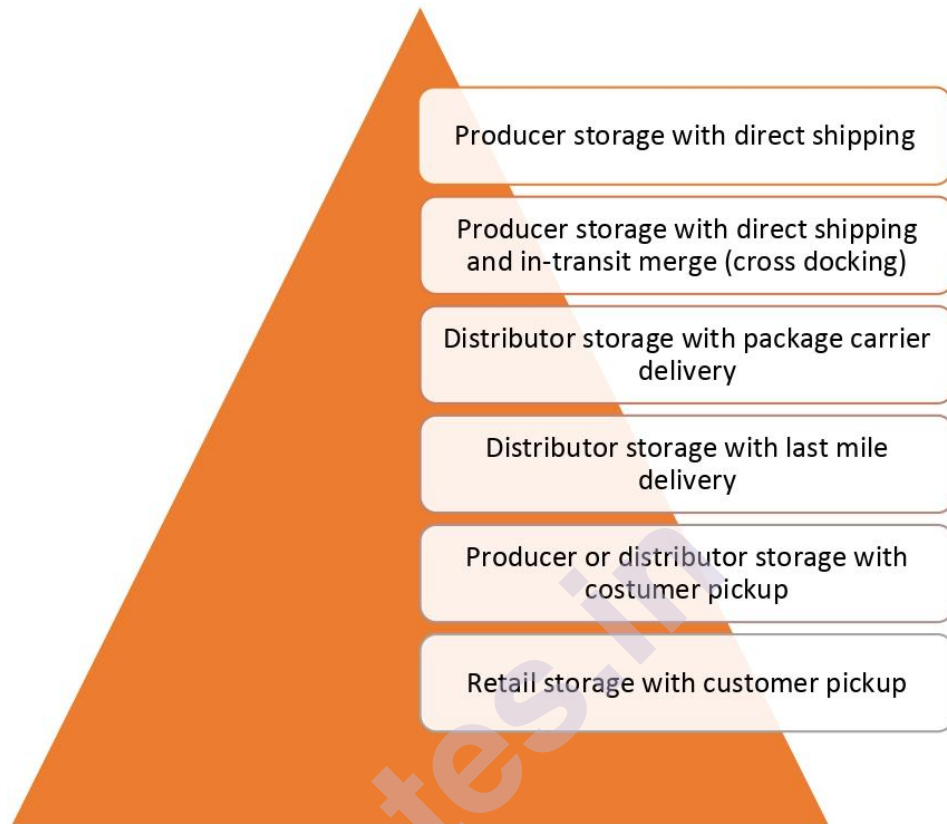 Producer storage with direct shipping
Producer storage with direct shipping
and in-transit merge (cross docking)
Distributor storage with package carrier
delivery
Distributor storage with last mile
delivery
Producer or distributor storage with
costumer pickup
Retail storage with customer pickup
tes.in